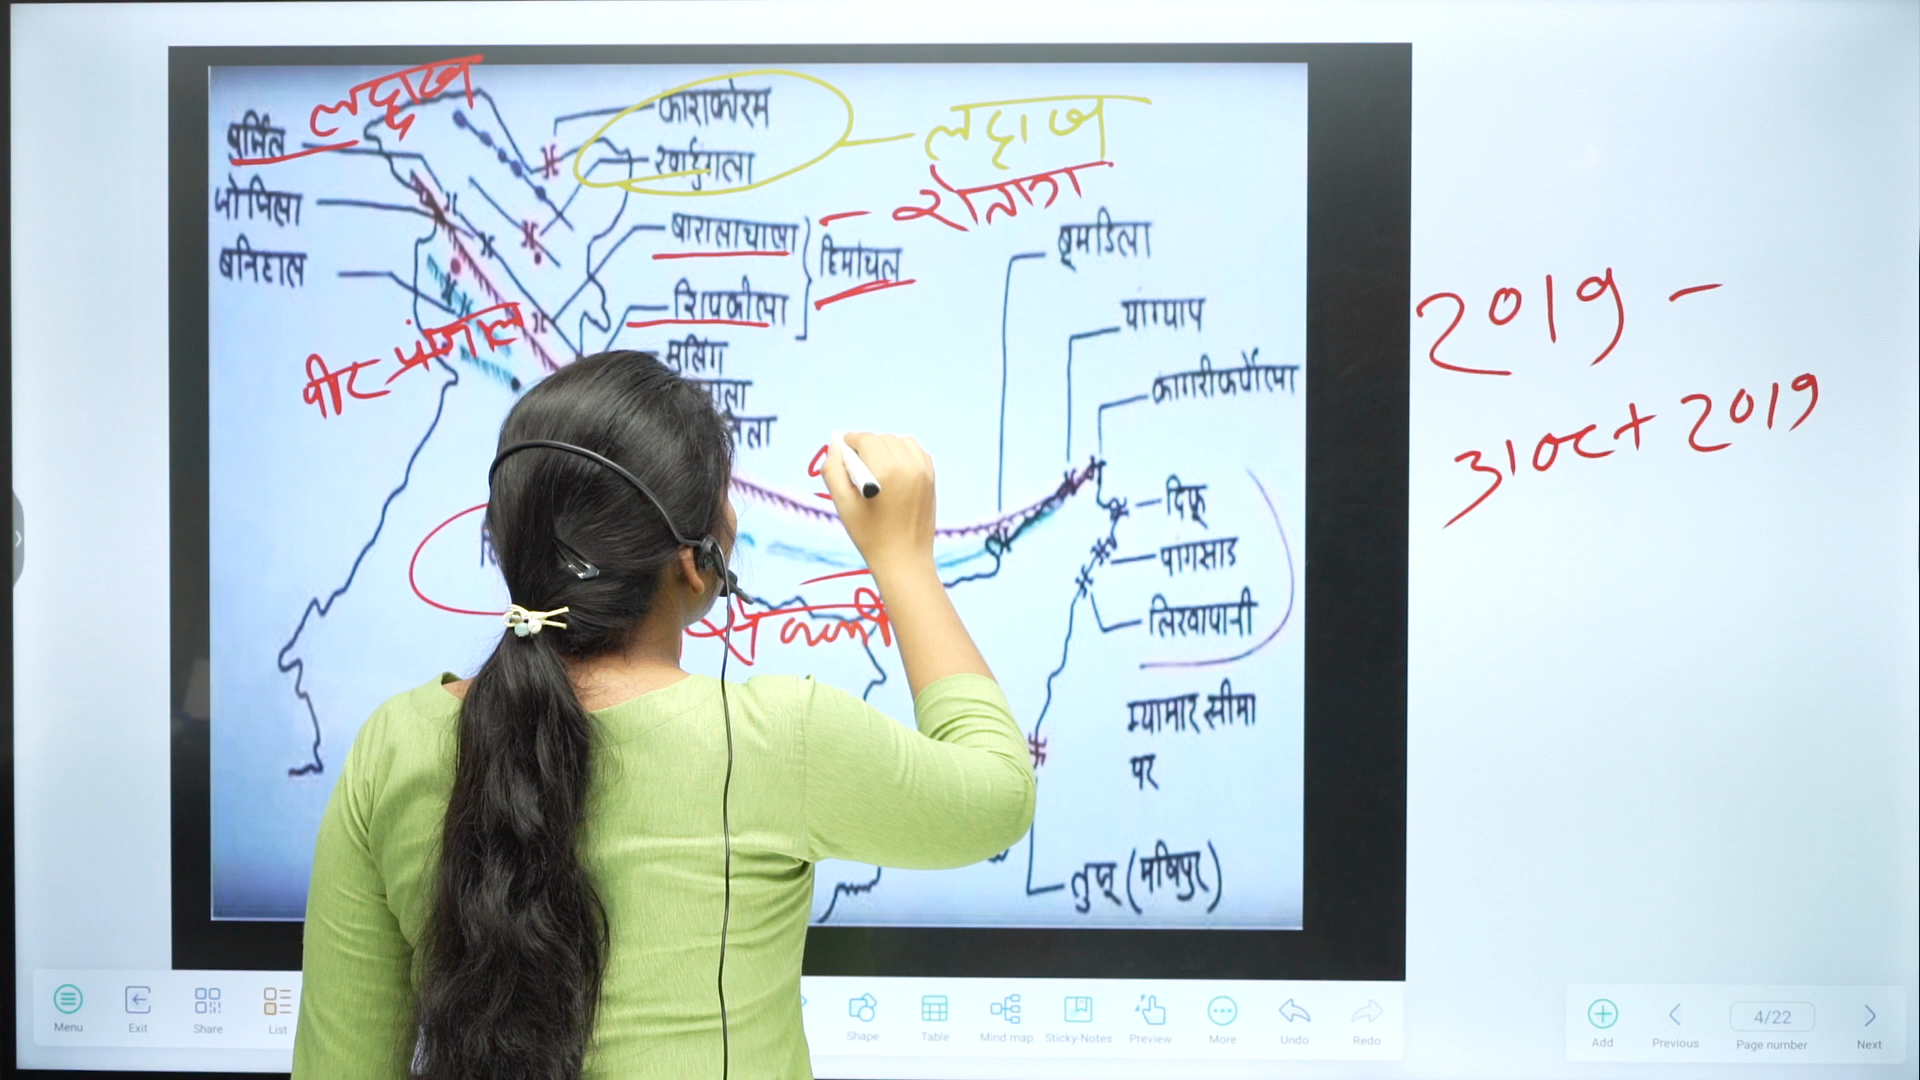 लद्दाख
बुर्जिल
जोजिला
बनिहाल
पीर पंजाल
काराकोरम
खार्दुंगला
लद्दाख
बारालाचाला
शिपकीला
हिमांचल
- रोहतांग
बूमडिला
यांग्याप
2019 -
मुलिंग
कांगरीकर्पोला
31 oct 2019
दिफू
पांगसाड
लिखापानी
म्यामार सीमा
पर
तुजू (मणिपुर)
Menu
Exit
Share
List
Shape
Table
Mind map
Sticky-Notes
Preview
More
Undo
Redo
Add
Previous
4/22
Page number
Next